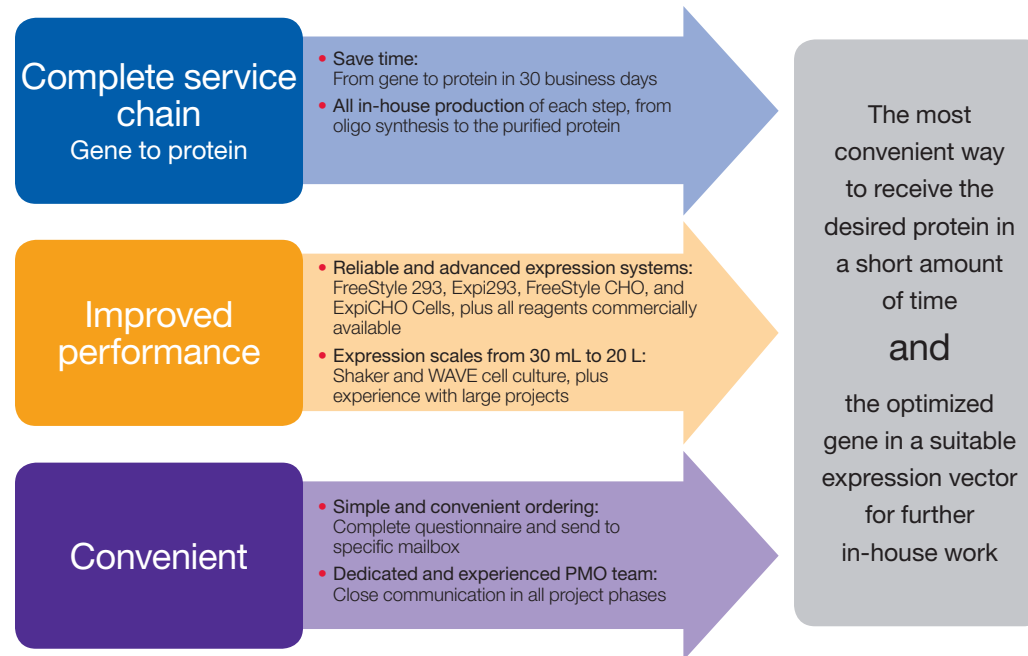 Complete service
chain
Gene to protein
• Save time:
From gene to protein in 30 business days
• All in-house production of each step, from
oligo synthesis to the purified protein
Improved
performance
• Reliable and advanced expression systems:
FreeStyle 293, Expi293, FreeStyle CHO, and
ExpiCHO Cells, plus all reagents commercially
available
• Expression scales from 30 mL to 20 L:
Shaker and WAVE cell culture, plus
experience with large projects
Convenient
• Simple and convenient ordering:
Complete questionnaire and send to
specific mailbox
• Dedicated and experienced PMO team:
Close communication in all project phases
The most
convenient way
to receive the
desired protein in
a short amount
of time
and
the optimized
gene in a suitable
expression vector
for further
in-house work